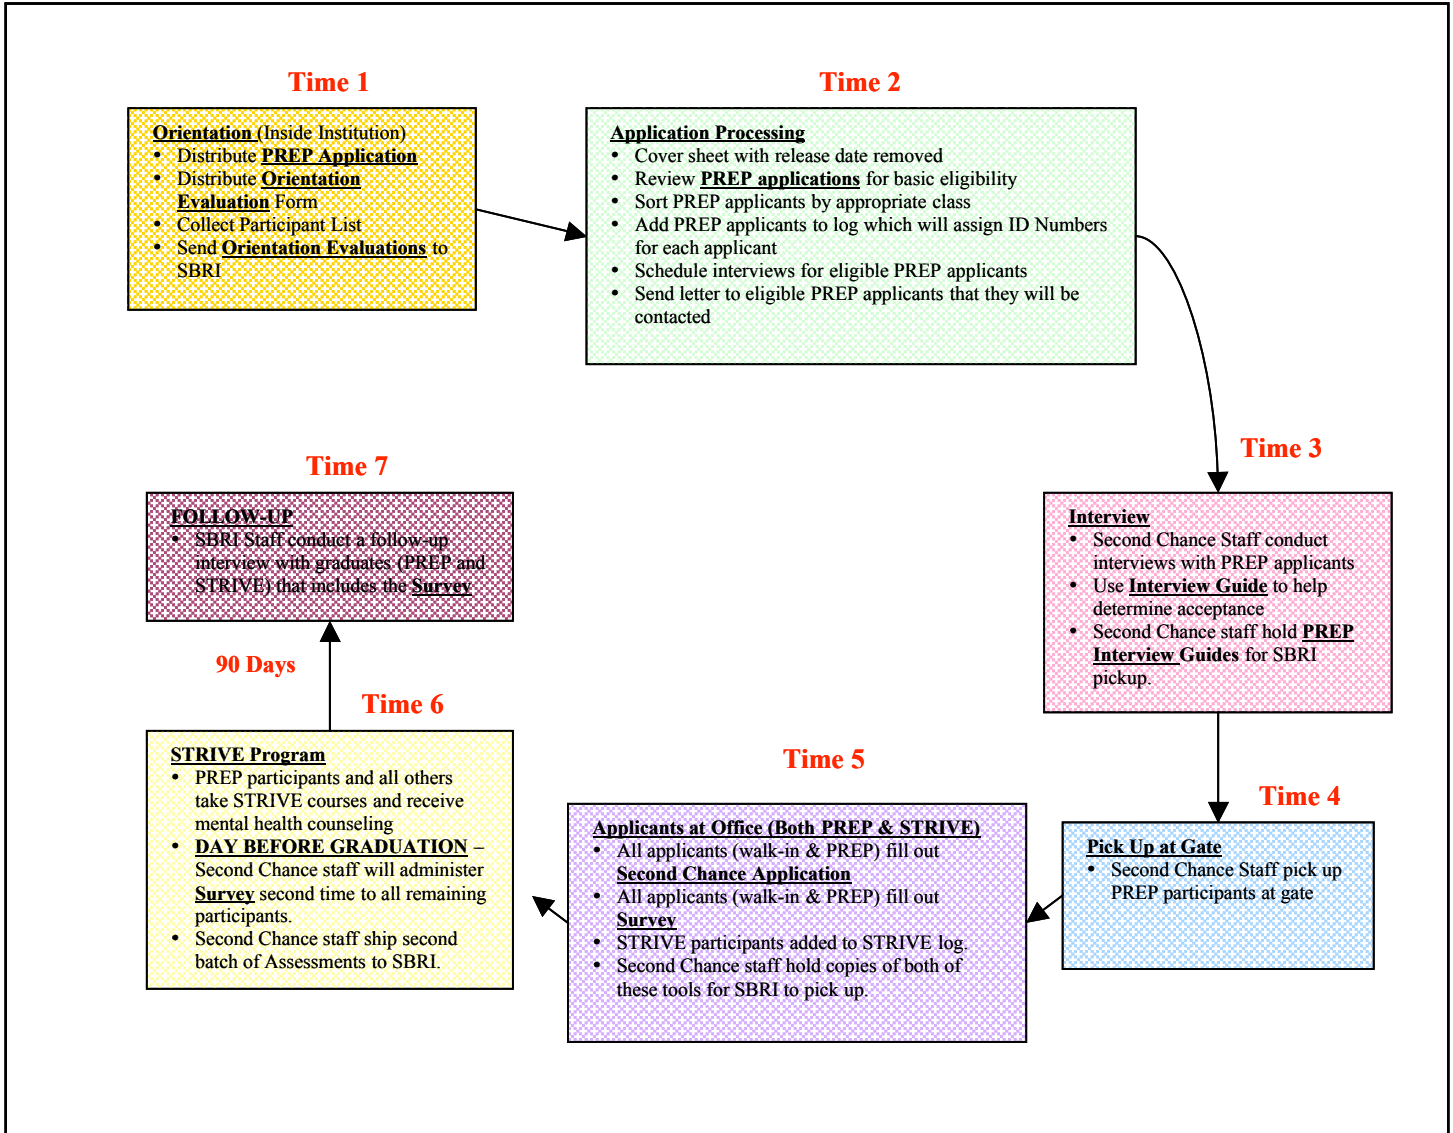 Time 1
Orientation (Inside Institution)
• Distribute PREP Application
• Distribute Orientation
Evaluation Form
• Collect Participant List
• Send Orientation Evaluations to
SBRI
Time 2
Application Processing
• Cover sheet with release date removed
• Review PREP applications for basic eligibility
• Sort PREP applicants by appropriate class
• Add PREP applicants to log which will assign ID Numbers
for each applicant
• Schedule interviews for eligible PREP applicants
• Send letter to eligible PREP applicants that they will be
contacted
Time 3
Interview
• Second Chance Staff conduct
interviews with PREP applicants
• Use Interview Guide to help
determine acceptance
• Second Chance staff hold PREP
Interview Guides for SBRI
pickup.
Time 4
Pick Up at Gate
• Second Chance Staff pick up
PREP participants at gate
Time 5
Applicants at Office (Both PREP & STRIVE)
• All applicants (walk-in & PREP) fill out
Second Chance Application
• All applicants (walk-in & PREP) fill out
Survey
• STRIVE participants added to STRIVE log.
• Second Chance staff hold copies of both of
these tools for SBRI to pick up.
Time 6
STRIVE Program
• PREP participants and all others
take STRIVE courses and receive
mental health counseling
• DAY BEFORE GRADUATION –
Second Chance staff will administer
Survey second time to all remaining
participants.
• Second Chance staff ship second
batch of Assessments to SBRI.
90 Days
Time 7
FOLLOW-UP
• SBRI Staff conduct a follow-up
interview with graduates (PREP and
STRIVE) that includes the Survey